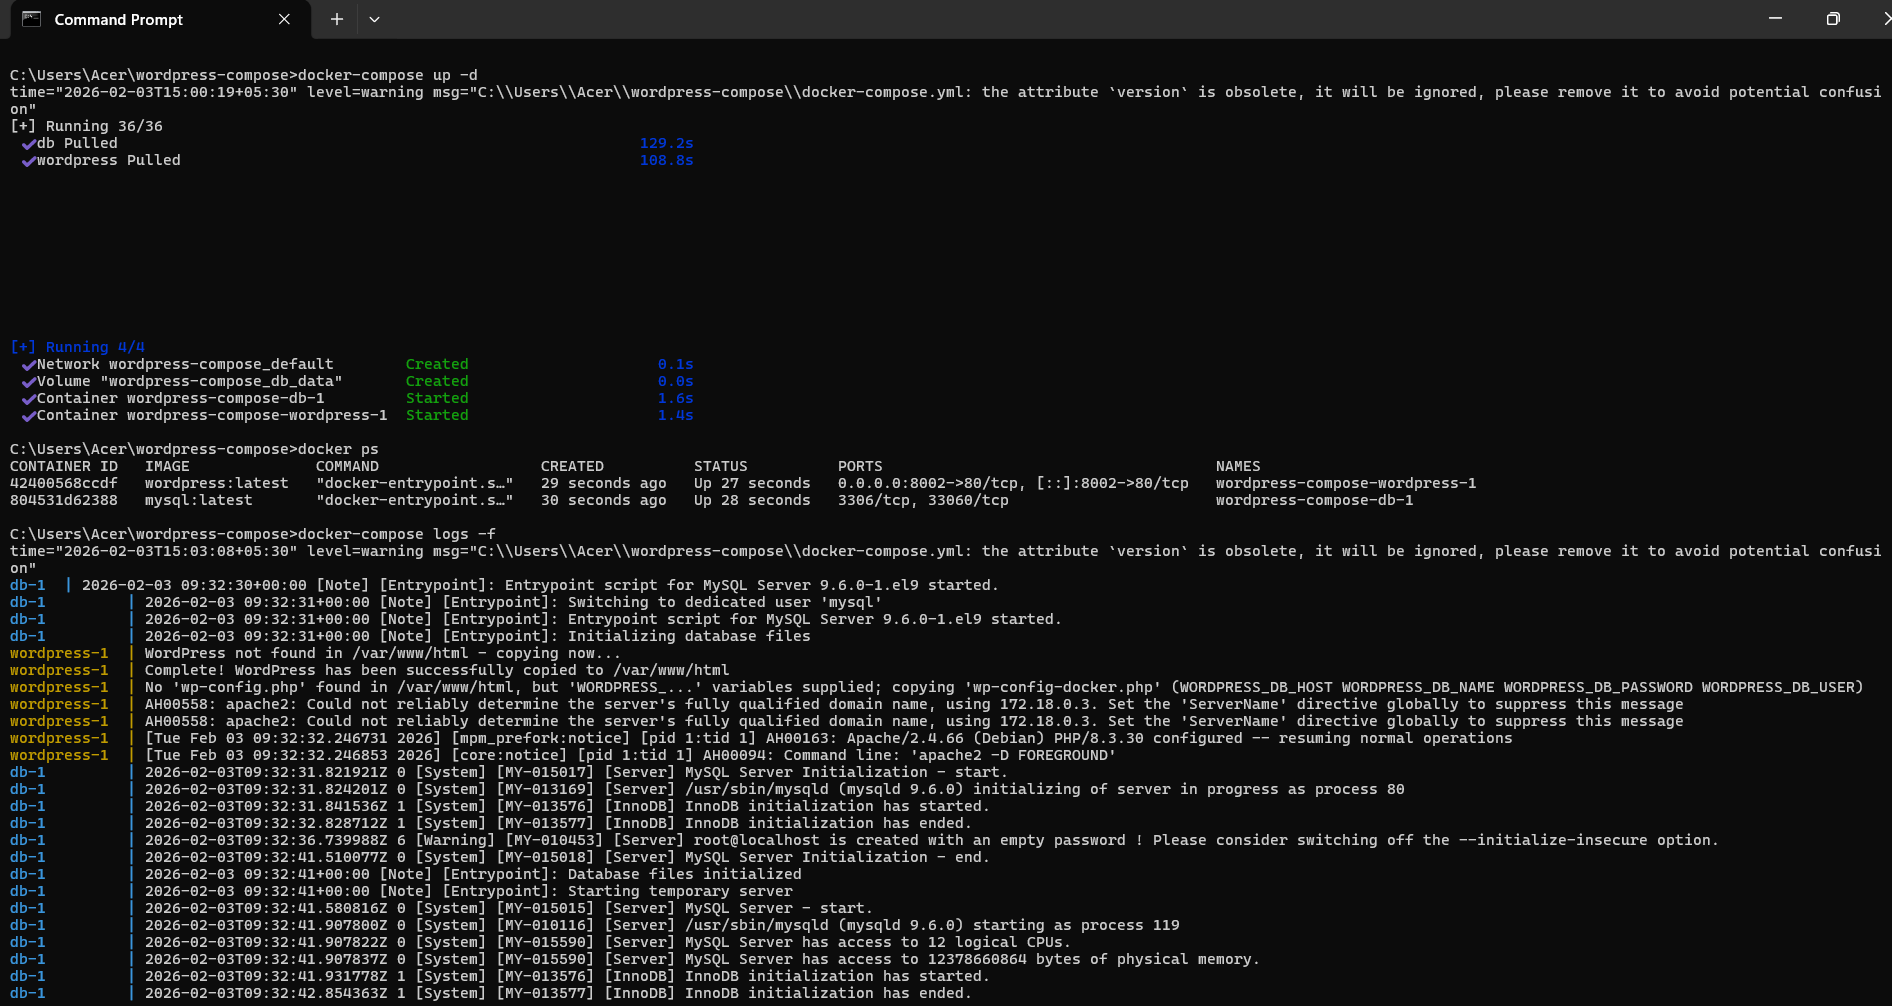 Command Prompt
C:\Users\Acer\wordpress-compose>docker-compose up -d
time="2026-02-03T15:00:19+05:30" level=warning msg="C:\\Users\\Acer\\wordpress-compose\\docker-compose.yml: the attribute `version` is obsolete, it will be ignored, please remove it to avoid potential confusi
on"
[+] Running 36/36
✔db Pulled 129.2s
✔wordpress Pulled 108.8s
[+] Running 4/4
✔Network wordpress-compose_default Created 0.1s
✔Volume "wordpress-compose_db_data" Created 0.0s
✔Container wordpress-compose-db-1 Started 1.6s
✔Container wordpress-compose-wordpress-1 Started 1.4s
C:\Users\Acer\wordpress-compose>docker ps
CONTAINER ID IMAGE COMMAND CREATED STATUS PORTS NAMES
42400568ccdf wordpress:latest "docker-entrypoint.s…" 29 seconds ago Up 27 seconds 0.0.0.0:8002->80/tcp, [::]:8002->80/tcp wordpress-compose-wordpress-1
804531d62388 mysql:latest "docker-entrypoint.s…" 30 seconds ago Up 28 seconds 3306/tcp, 33060/tcp wordpress-compose-db-1
C:\Users\Acer\wordpress-compose>docker-compose logs -f
time="2026-02-03T15:03:08+05:30" level=warning msg="C:\\Users\\Acer\\wordpress-compose\\docker-compose.yml: the attribute `version` is obsolete, it will be ignored, please remove it to avoid potential confusi
on"
db-1 | 2026-02-03 09:32:30+00:00 [Note] [Entrypoint]: Entrypoint script for MySQL Server 9.6.0-1.el9 started.
db-1 | 2026-02-03 09:32:31+00:00 [Note] [Entrypoint]: Switching to dedicated user 'mysql'
db-1 | 2026-02-03 09:32:31+00:00 [Note] [Entrypoint]: Entrypoint script for MySQL Server 9.6.0-1.el9 started.
db-1 | 2026-02-03 09:32:31+00:00 [Note] [Entrypoint]: Initializing database files
wordpress-1 | WordPress not found in /var/www/html - copying now...
wordpress-1 | Complete! WordPress has been successfully copied to /var/www/html
wordpress-1 | No 'wp-config.php' found in /var/www/html, but 'WORDPRESS_...' variables supplied; copying 'wp-config-docker.php' (WORDPRESS_DB_HOST WORDPRESS_DB_NAME WORDPRESS_DB_PASSWORD WORDPRESS_DB_USER)
wordpress-1 | AH00558: apache2: Could not reliably determine the server's fully qualified domain name, using 172.18.0.3. Set the 'ServerName' directive globally to suppress this message
wordpress-1 | AH00558: apache2: Could not reliably determine the server's fully qualified domain name, using 172.18.0.3. Set the 'ServerName' directive globally to suppress this message
wordpress-1 | [Tue Feb 03 09:32:32.246731 2026] [mpm_prefork:notice] [pid 1:tid 1] AH00163: Apache/2.4.66 (Debian) PHP/8.3.30 configured -- resuming normal operations
wordpress-1 | [Tue Feb 03 09:32:32.246853 2026] [core:notice] [pid 1:tid 1] AH00094: Command line: 'apache2 -D FOREGROUND'
db-1 | 2026-02-03T09:32:31.821921Z 0 [System] [MY-015017] [Server] MySQL Server Initialization - start.
db-1 | 2026-02-03T09:32:31.824201Z 0 [System] [MY-013169] [Server] /usr/sbin/mysqld (mysqld 9.6.0) initializing of server in progress as process 80
db-1 | 2026-02-03T09:32:31.841536Z 1 [System] [MY-013576] [InnoDB] InnoDB initialization has started.
db-1 | 2026-02-03T09:32:32.828712Z 1 [System] [MY-013577] [InnoDB] InnoDB initialization has ended.
db-1 | 2026-02-03T09:32:36.739988Z 6 [Warning] [MY-010453] [Server] root@localhost is created with an empty password ! Please consider switching off the --initialize-insecure option.
db-1 | 2026-02-03T09:32:41.510077Z 0 [System] [MY-015018] [Server] MySQL Server Initialization - end.
db-1 | 2026-02-03 09:32:41+00:00 [Note] [Entrypoint]: Database files initialized
db-1 | 2026-02-03 09:32:41+00:00 [Note] [Entrypoint]: Starting temporary server
db-1 | 2026-02-03T09:32:41.580816Z 0 [System] [MY-015015] [Server] MySQL Server - start.
db-1 | 2026-02-03T09:32:41.907800Z 0 [System] [MY-010116] [Server] /usr/sbin/mysqld (mysqld 9.6.0) starting as process 119
db-1 | 2026-02-03T09:32:41.907822Z 0 [System] [MY-015590] [Server] MySQL Server has access to 12 logical CPUs.
db-1 | 2026-02-03T09:32:41.907837Z 0 [System] [MY-015590] [Server] MySQL Server has access to 12378660864 bytes of physical memory.
db-1 | 2026-02-03T09:32:41.931778Z 1 [System] [MY-013576] [InnoDB] InnoDB initialization has started.
db-1 | 2026-02-03T09:32:42.854363Z 1 [System] [MY-013577] [InnoDB] InnoDB initialization has ended.